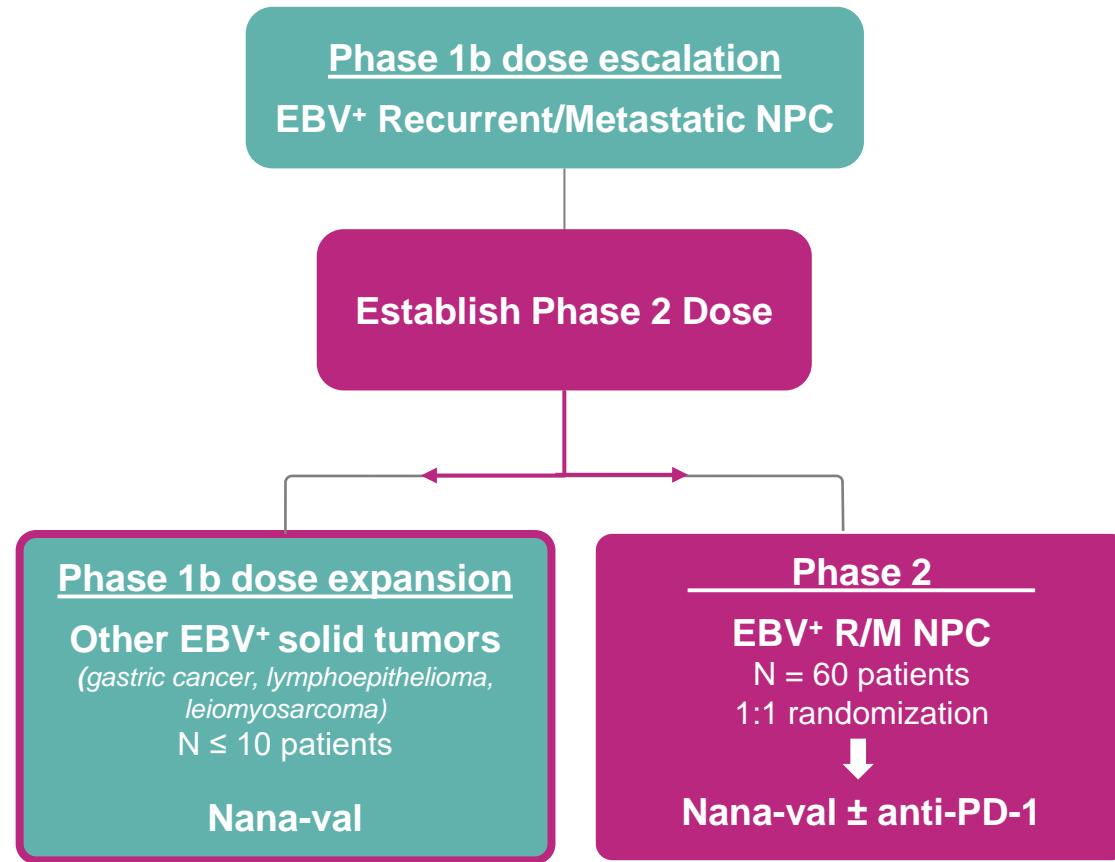 Phase 1b dose escalation
EBV⁺ Recurrent/Metastatic NPC
Establish Phase 2 Dose
Phase 1b dose expansion
Other EBV⁺ solid tumors
(gastric cancer, lymphoepithelioma,
leiomyosarcoma)
N ≤ 10 patients
Nana-val
Phase 2
EBV⁺ R/M NPC
N = 60 patients
1:1 randomization
Nana-val ± anti-PD-1